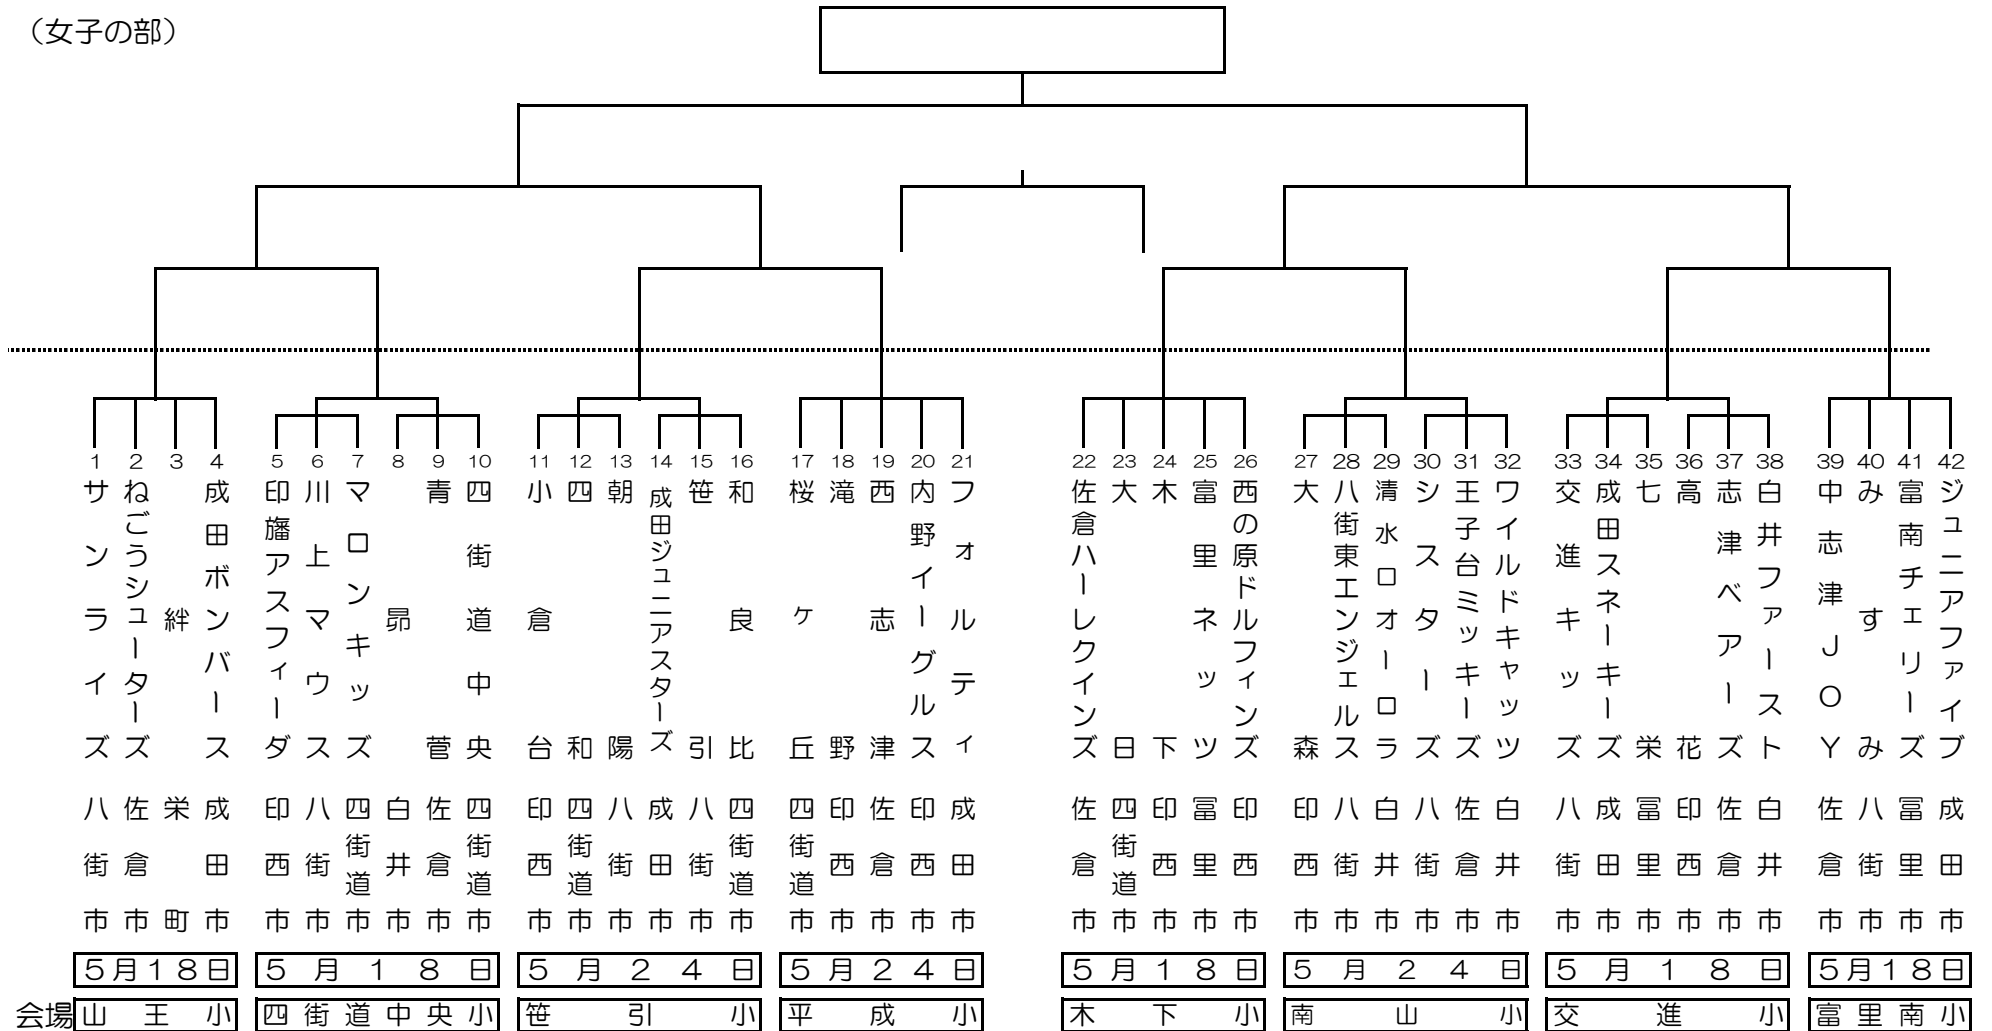 （女子の部）
1 サンライズ 八街市
2 ねごうシューターズ 佐倉市
3 絆 栄町
4 成田ボンバース 成田市
5 印旛アスフィーダ 印西市
6 川上マウス 八街市
7 マロンキッズ 四街道市
8 昴 白井市
9 青菅 佐倉市
10 四街道中央 四街道市
11 小倉台 印西市
12 四和 四街道市
13 朝陽 八街市
14 成田ジュニアスターズ 成田市
15 笹引 八街市
16 和良比 四街道市
17 桜ヶ丘 四街道市
18 滝野 印西市
19 西志津 佐倉市
20 内野イーグルス 印西市
21 フォルティ 成田市
22 佐倉ハーレクインズ 佐倉市
23 大日 四街道市
24 木下 印西市
25 富里ネッツ 冨里市
26 西の原ドルフィンズ 印西市
27 大森 印西市
28 八街東エンジェルス 八街市
29 清水口オーロラ 白井市
30 シスターズ 八街市
31 王子台ミッキーズ 佐倉市
32 ワイルドキャッツ 白井市
33 交進キッズ 八街市
34 成田スネーキーズ 成田市
35 七栄 冨里市
36 高花 印西市
37 志津ベアーズ 佐倉市
38 白井ファースト 白井市
39 中志津ＪＯＹ 佐倉市
40 みすみ 八街市
41 富南チェリーズ 冨里市
42 ジュニアファイブ 成田市
５月１８日 ５月１８日 ５月２４日 ５月２４日 ５月１８日 ５月２４日 ５月１８日 ５月１８日
会場 山王小 四街道中央小 笹引小 平成小 木下小 南山小 交進小 富里南小